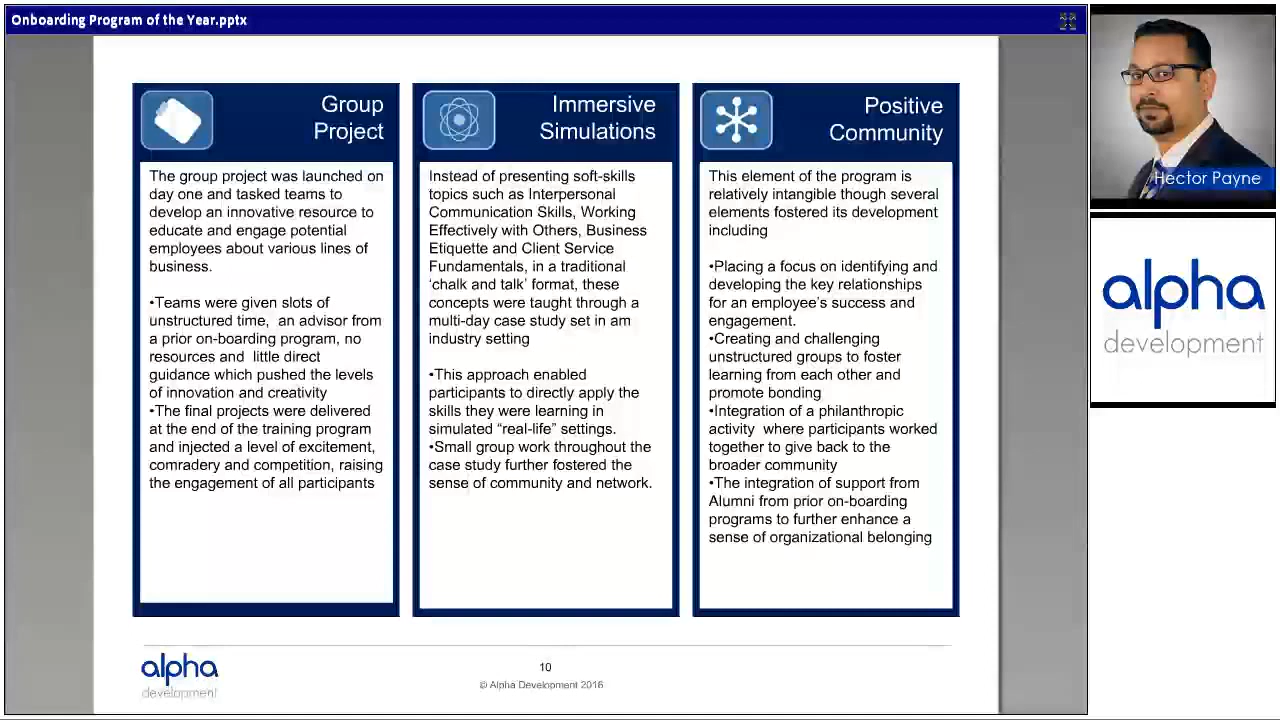 Onboarding Program of the Year.pptx
Group
Project
The group project was launched on
day one and tasked teams to
develop an innovative resource to
educate and engage potential
employees about various lines of
business.
•Teams were given slots of
unstructured time,  an advisor from
a prior on-boarding program, no
resources and  little direct
guidance which pushed the levels
of innovation and creativity
•The final projects were delivered
at the end of the training program
and injected a level of excitement,
comradery and competition, raising
the engagement of all participants
Immersive
Simulations
Instead of presenting soft-skills
topics such as Interpersonal
Communication Skills, Working
Effectively with Others, Business
Etiquette and Client Service
Fundamentals, in a traditional
‘chalk and talk’ format, these
concepts were taught through a
multi-day case study set in am
industry setting
•This approach enabled
participants to directly apply the
skills they were learning in
simulated “real-life” settings.
•Small group work throughout the
case study further fostered the
sense of community and network.
Positive
Community
This element of the program is
relatively intangible though several
elements fostered its development
including
•Placing a focus on identifying and
developing the key relationships
for an employee’s success and
engagement.
•Creating and challenging
unstructured groups to foster
learning from each other and
promote bonding
•Integration of a philanthropic
activity  where participants worked
together to give back to the
broader community
•The integration of support from
Alumni from prior on-boarding
programs to further enhance a
sense of organizational belonging
alpha
development
10
© Alpha Development 2016
Hector Payne
alpha
development